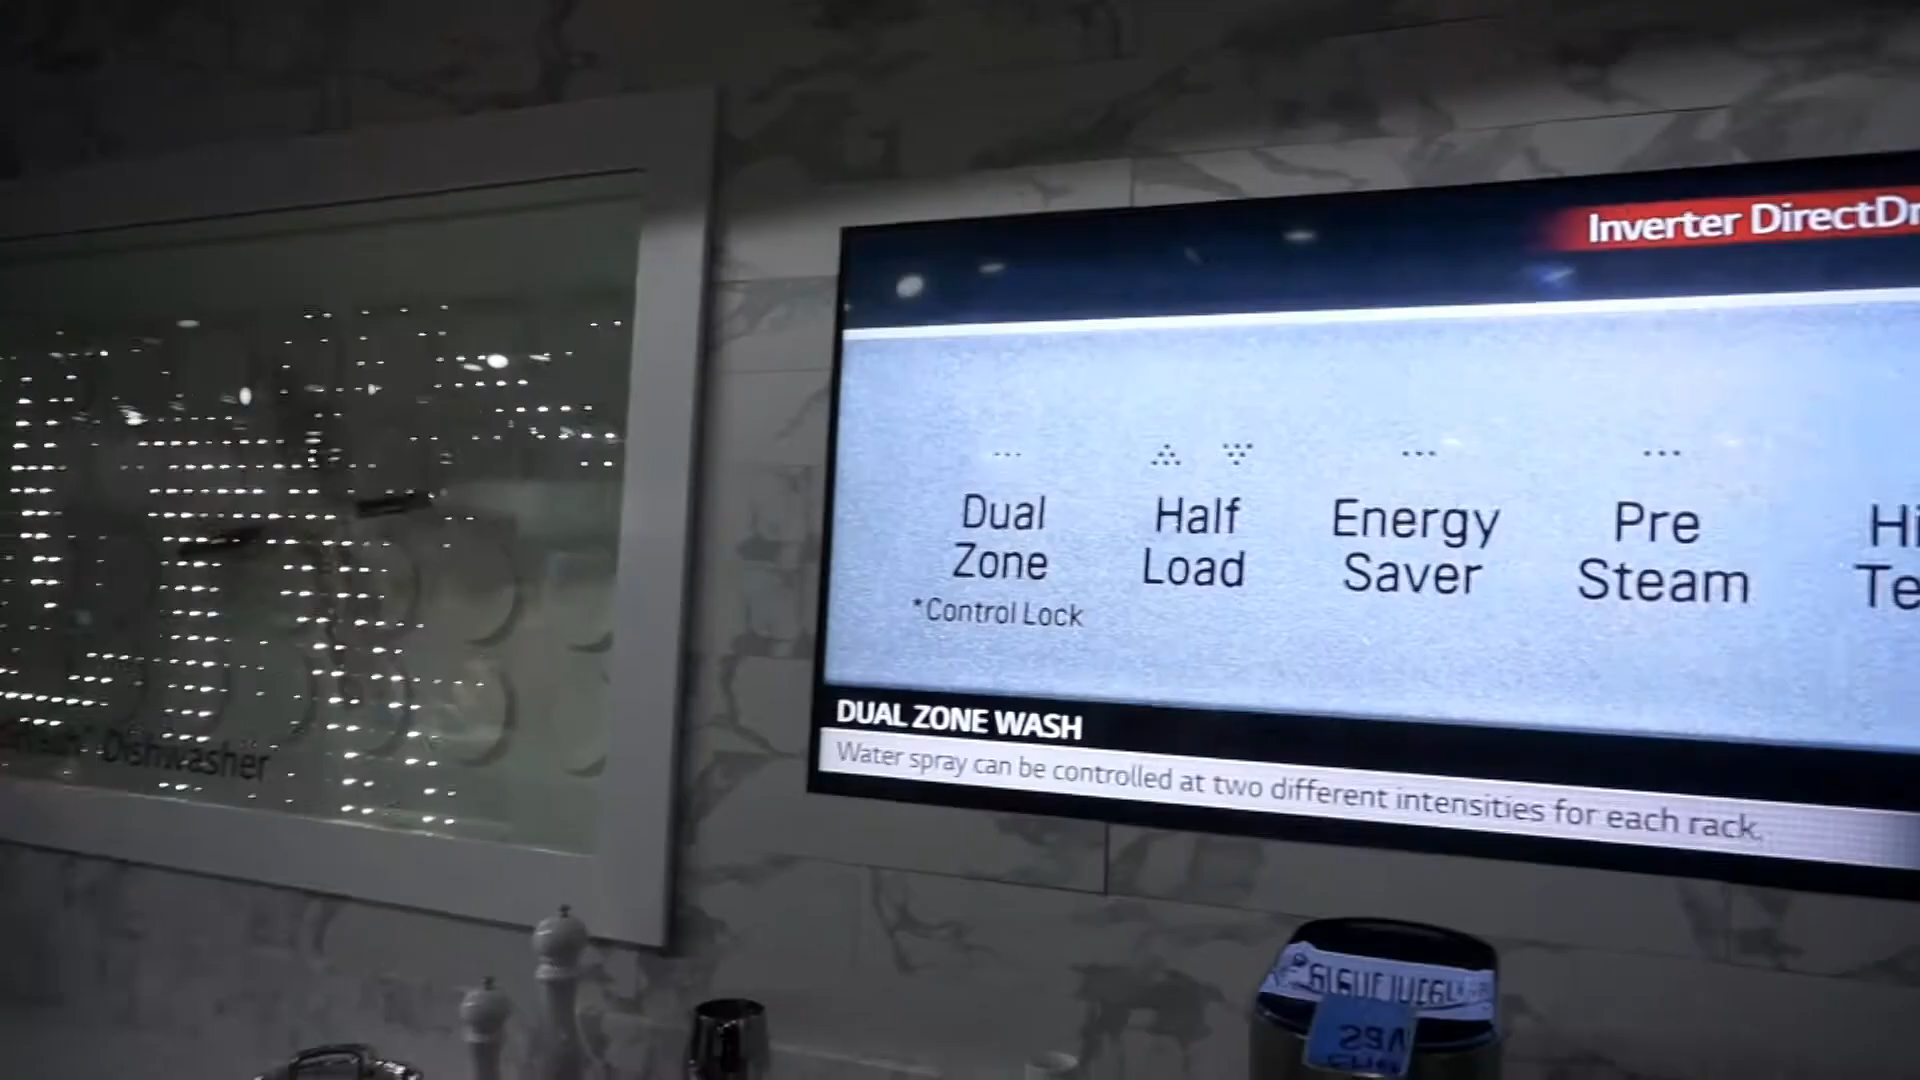 Inverter DirectDr
Dual Zone
*Control Lock
Half Load
Energy Saver
Pre Steam
Hi
Te
DUAL ZONE WASH
Water spray can be controlled at two different intensities for each rack.
Dishwasher